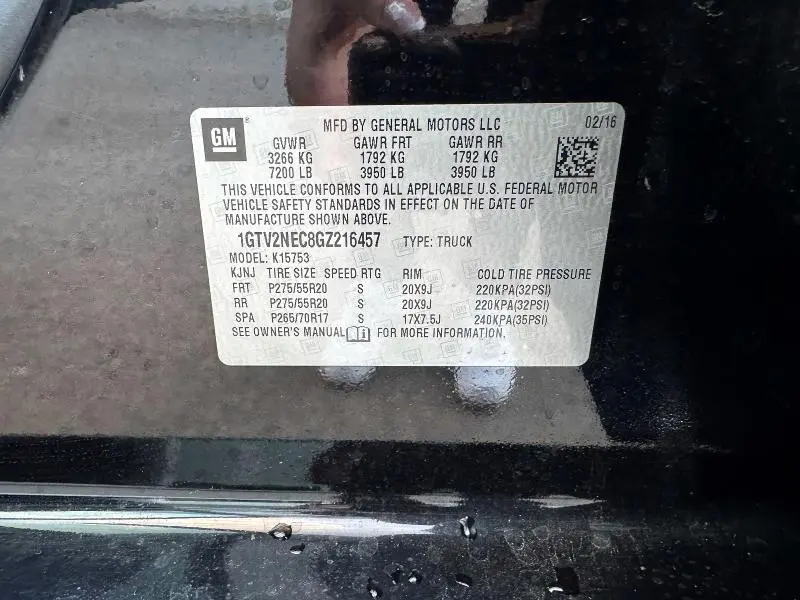 GM
MFD BY GENERAL MOTORS LLC 02/16
GVWR GAWR FRT GAWR RR
3266 KG 1792 KG 1792 KG
7200 LB 3950 LB 3950 LB
THIS VEHICLE CONFORMS TO ALL APPLICABLE U.S. FEDERAL MOTOR
VEHICLE SAFETY STANDARDS IN EFFECT ON THE DATE OF
MANUFACTURE SHOWN ABOVE.
1GTV2NEC8GZ216457 TYPE: TRUCK
MODEL: K15753
KJNJ TIRE SIZE SPEED RTG RIM COLD TIRE PRESSURE
FRT P275/55R20 S 20X9J 220KPA(32PSI)
RR P275/55R20 S 20X9J 220KPA(32PSI)
SPA P265/70R17 S 17X7.5J 240KPA(35PSI)
SEE OWNER'S MANUAL FOR MORE INFORMATION.